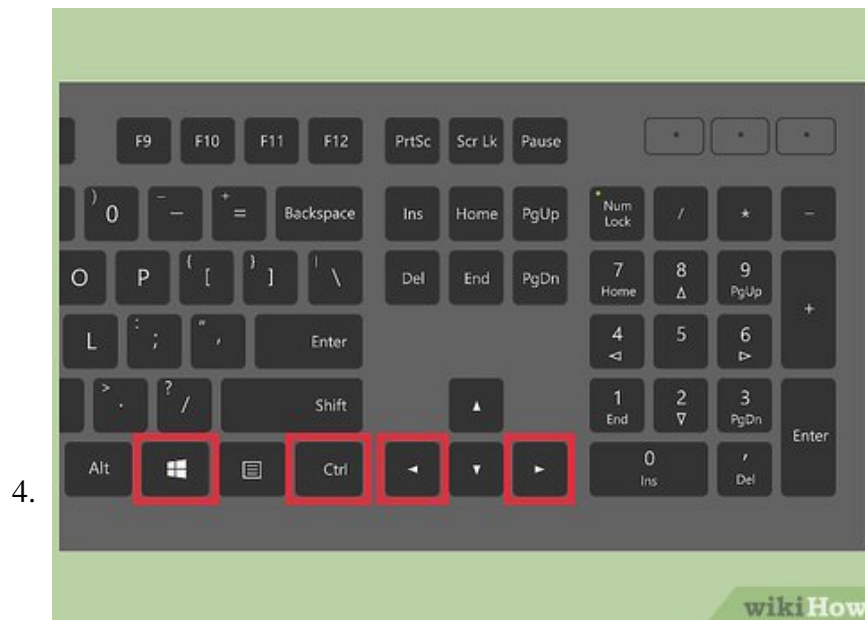 F9 F10 F11 F12 PrtSc Scr Lk Pause
) 0 _ – + = Backspace Ins Home PgUp Num Lock / * –
O P { [ } ] | \ Del End PgDn 7 Home 8 9 PgUp +
L : ; " , Enter 4 5 6
> . ? / Shift 1 End 2 3 PgDn Enter
4. Alt Ctrl 0 Ins , Del
wikiHow